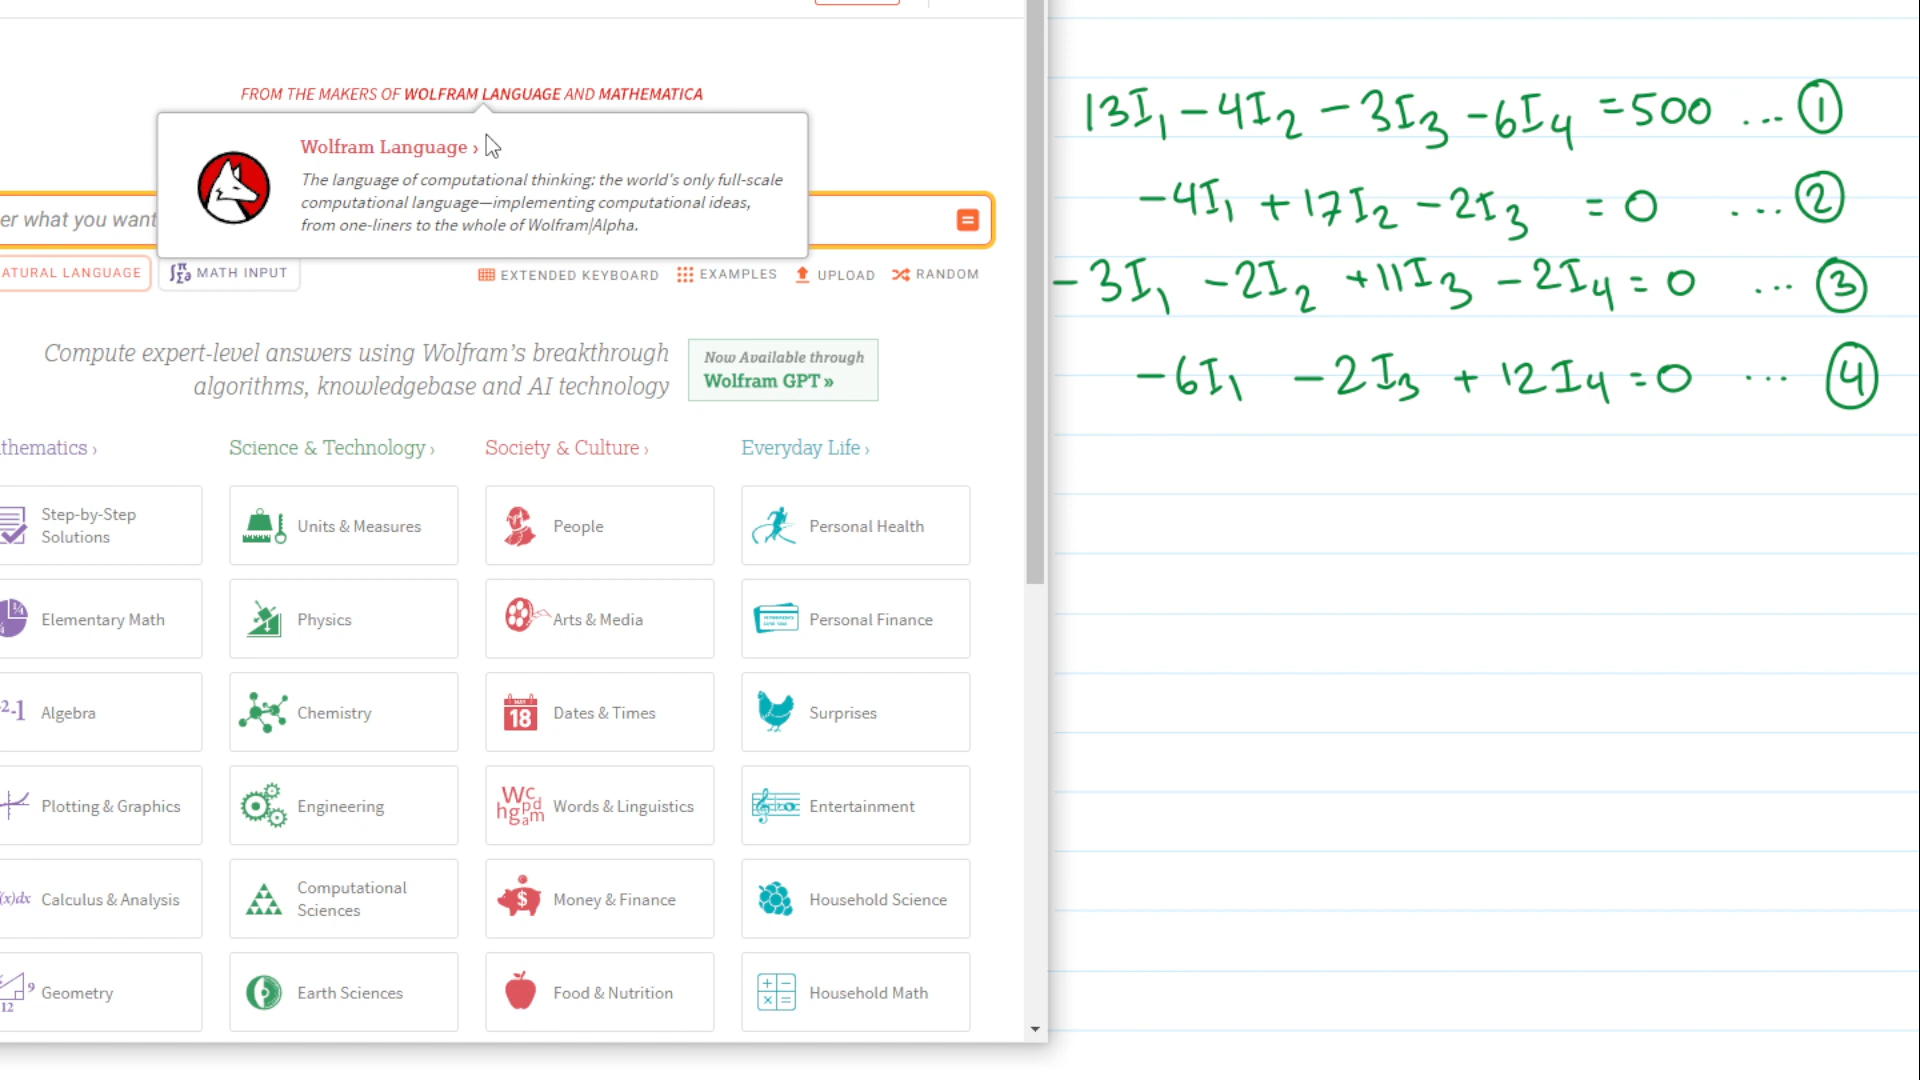 FROM THE MAKERS OF WOLFRAM LANGUAGE AND MATHEMATICA
Wolfram Language ›
The language of computational thinking: the world's only full-scale
computational language—implementing computational ideas,
from one-liners to the whole of Wolfram|Alpha.
er what you want
=
ATURAL LANGUAGE
MATH INPUT
EXTENDED KEYBOARD
EXAMPLES
UPLOAD
RANDOM
Compute expert-level answers using Wolfram's breakthrough
algorithms, knowledgebase and AI technology
Now Available through
Wolfram GPT »
thematics ›
Science & Technology ›
Society & Culture ›
Everyday Life ›
Step-by-Step
Solutions
Units & Measures
People
Personal Health
Elementary Math
Physics
Arts & Media
Personal Finance
Algebra
Chemistry
18
Dates & Times
Surprises
Plotting & Graphics
Engineering
Words & Linguistics
Entertainment
(x)dx Calculus & Analysis
Computational
Sciences
Money & Finance
Household Science
9
12
Geometry
Earth Sciences
Food & Nutrition
Household Math
13I₁ - 4I₂ - 3I₃ - 6I₄ = 500 ... ①
-4I₁ + 17I₂ - 2I₃ = 0 ... ②
-3I₁ - 2I₂ + 11I₃ - 2I₄ = 0 ... ③
-6I₁ - 2I₃ + 12I₄ = 0 ... ④